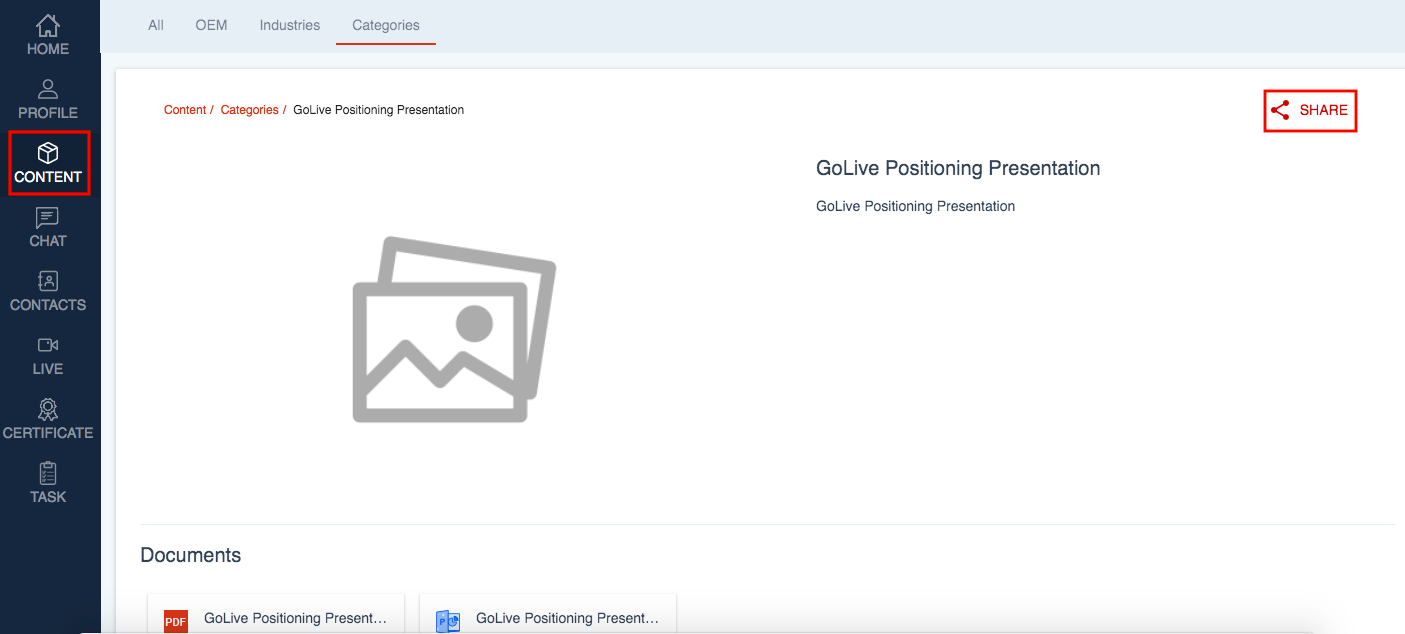 HOME
PROFILE
CONTENT
CHAT
CONTACTS
LIVE
CERTIFICATE
TASK
All OEM Industries Categories
Content / Categories / GoLive Positioning Presentation
SHARE
GoLive Positioning Presentation
GoLive Positioning Presentation
Documents
PDF GoLive Positioning Present...
P GoLive Positioning Present...